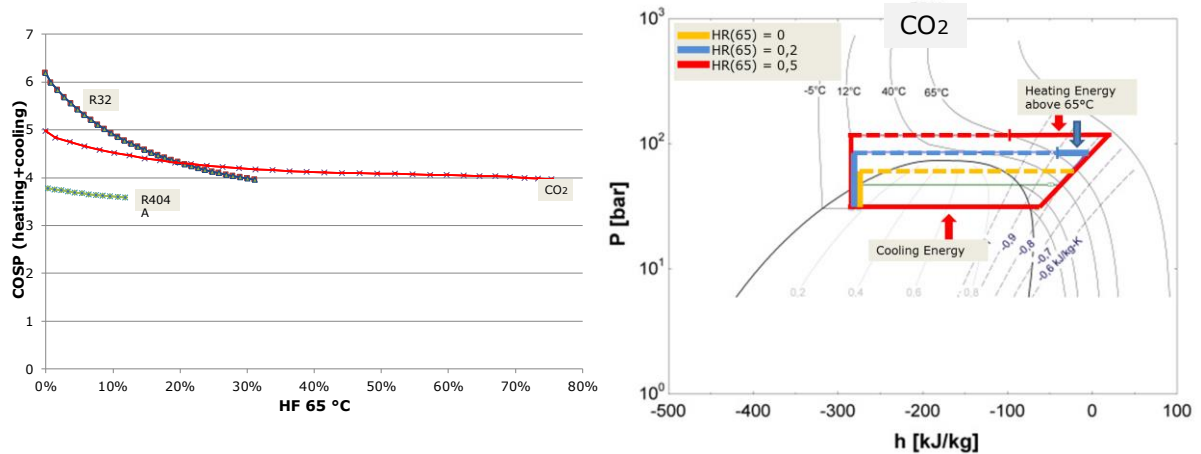 7
6
5
4
3
2
1
0
COSP (heating+cooling)
R32
CO₂
R404
A
0% 10% 20% 30% 40% 50% 60% 70% 80%
HF 65 °C
CO2
HR(65) = 0
HR(65) = 0,2
HR(65) = 0,5
-5°C 12°C 40°C 65°C
Heating Energy
above 65°C
Cooling Energy
-0,9
-0,8
-0,7
-0,6 kJ/kg-K
0,2 0,4 0,6 0,8
10³
10²
10¹
10⁰
P [bar]
-500 -400 -300 -200 -100 0 100
h [kJ/kg]